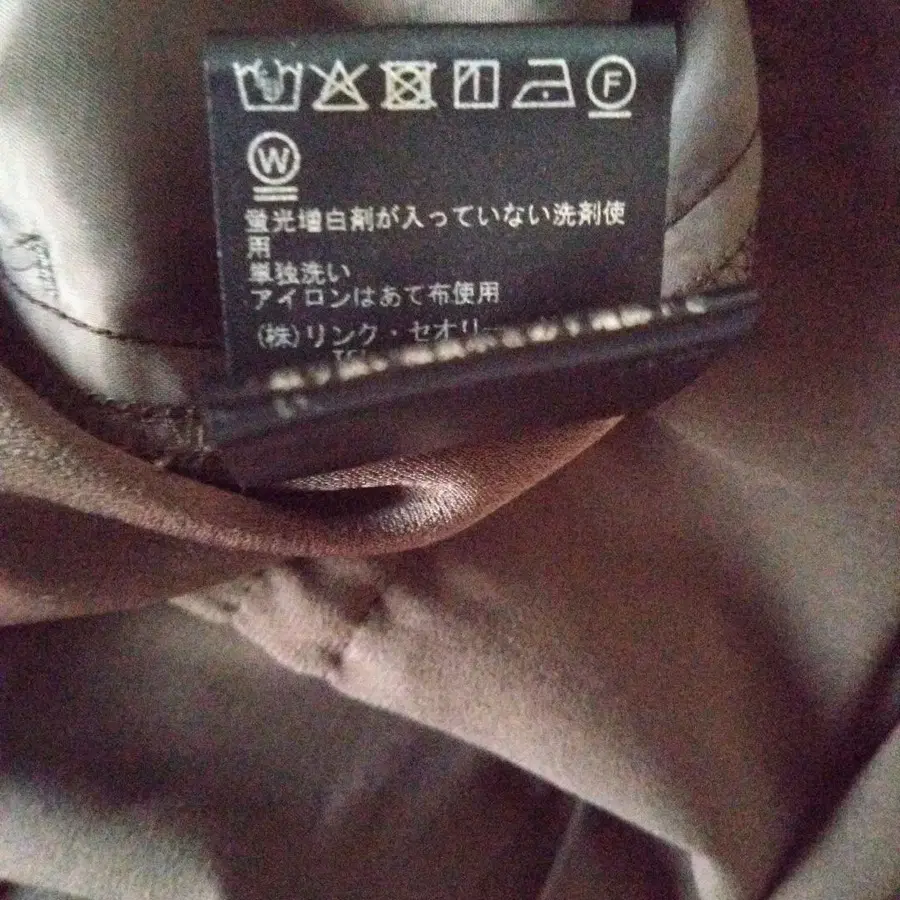 F
W
蛍光増白剤が入っていない洗剤使
用
単独洗い
アイロンはあて布使用
(株)リンク・セオリー